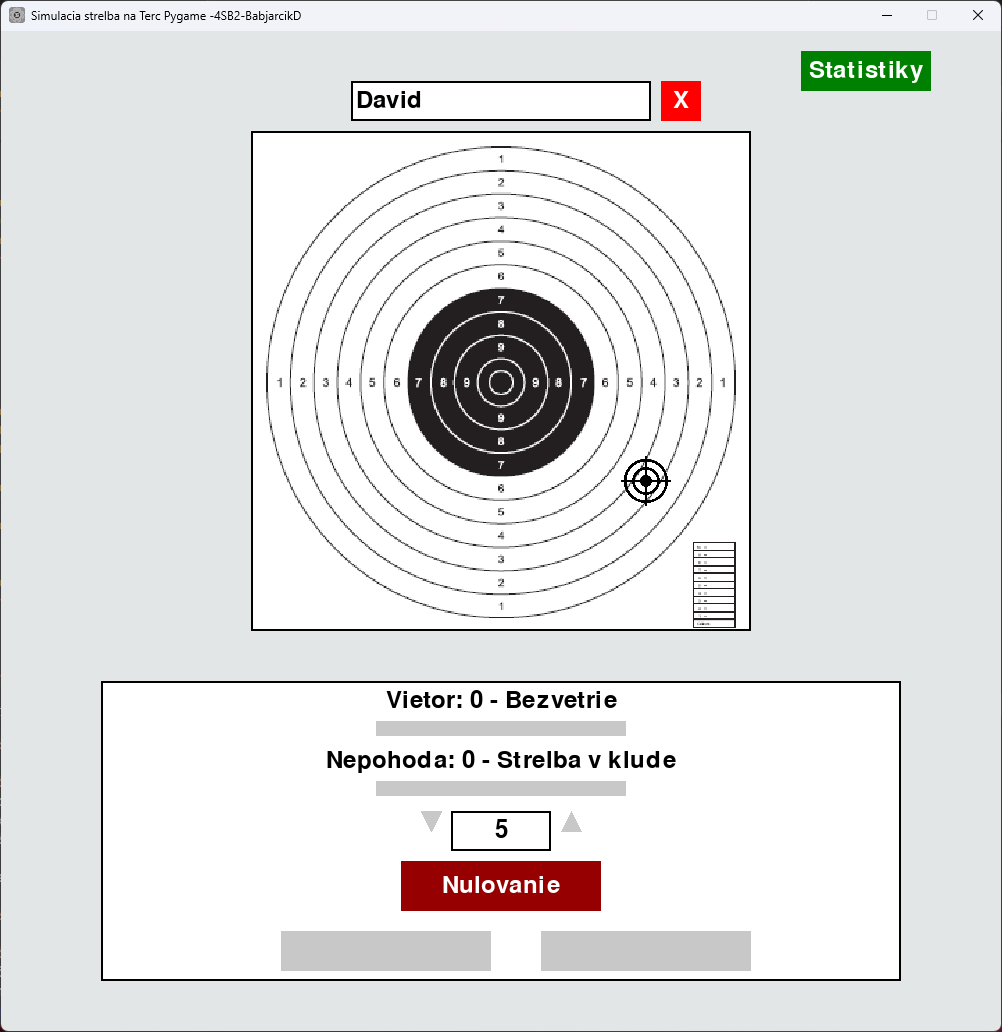 Simulacia strelba na Terc Pygame -4SB2-BabjarcikD
Statistiky
David
X
1
2
3
4
5
6
7
8
9
1 2 3 4 5 6 7 8 9 9 8 7 6 5 4 3 2 1
9
8
7
6
5
4
3
2
1
Vietor: 0 - Bezvetrie
Nepohoda: 0 - Strelba v klude
5
Nulovanie